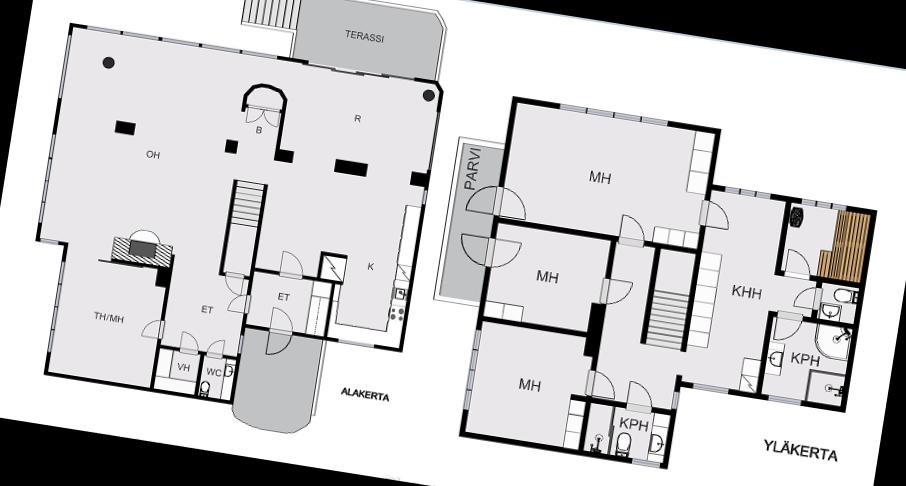 TERASSI
R
B
OH
K
ET
ET
TH/MH
VH
WC
ALAKERTA
PARVI
MH
MH
KHH
KPH
MH
KPH
YLÄKERTA